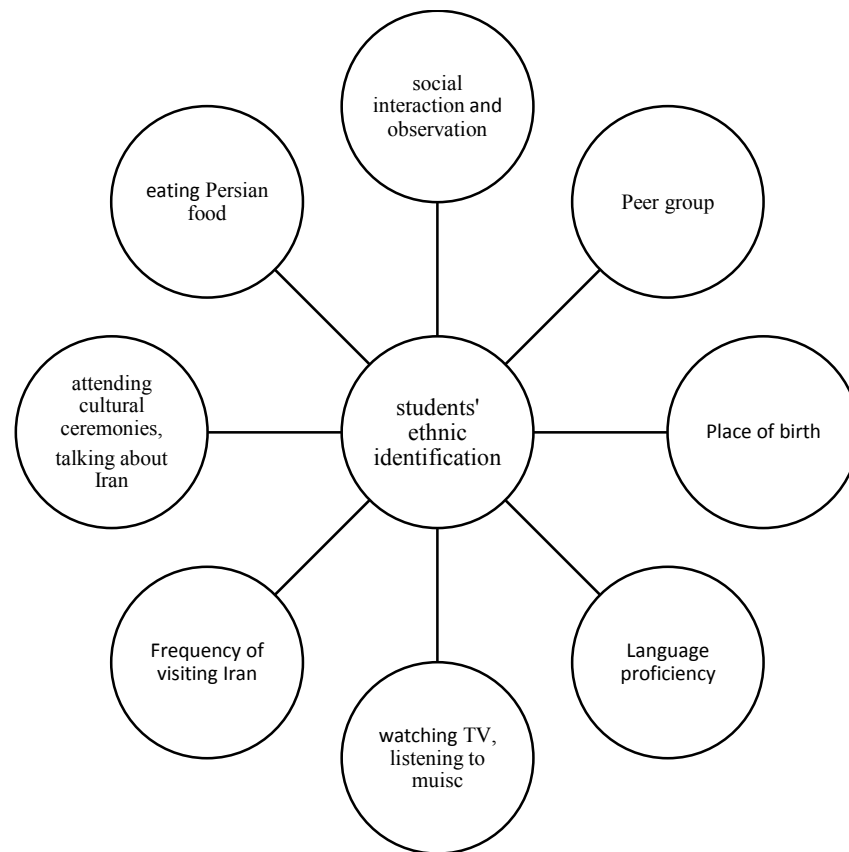 social
interaction and
observation
Peer group
Place of birth
Language
proficiency
watching TV,
listening to
muisc
Frequency of
visiting Iran
attending
cultural
ceremonies,
talking about
Iran
eating Persian
food
students'
ethnic
identification